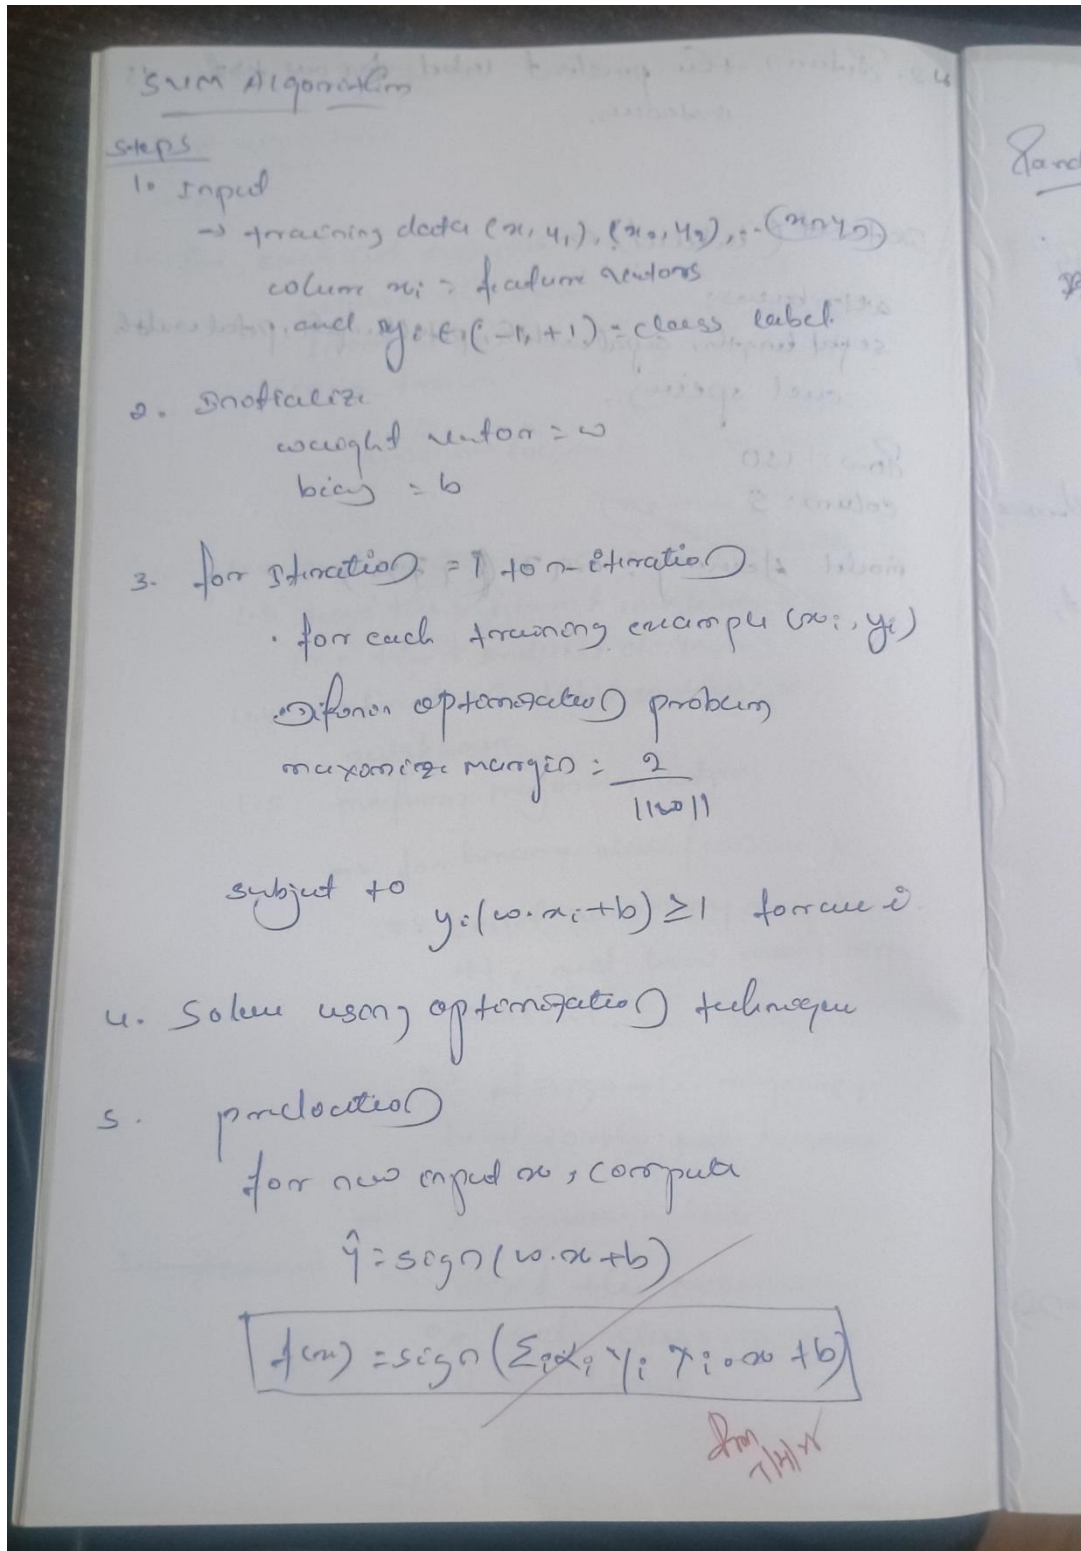 SVM Algorithm
Steps
1. Input
→ training data (x1 y1), (x2, y2), .. (xn yn)
column xi = feature vectors
and yi ∈ (-1, +1) = class label.
2. Initialize
weight vector = w
bias = b
3. for Iteration = 1 to n-iteration
. for each training example (xi, yi)
optimization problem
maximize margin = 2
||w||
subject to
yi(w.xi+b) ≥ 1 for all i
4. Solve using optimization technique
5. prediction
for new input x, compute
ŷ = sign(w.x+b)
f(x) = sign(Σi αi yi xi . x + b)